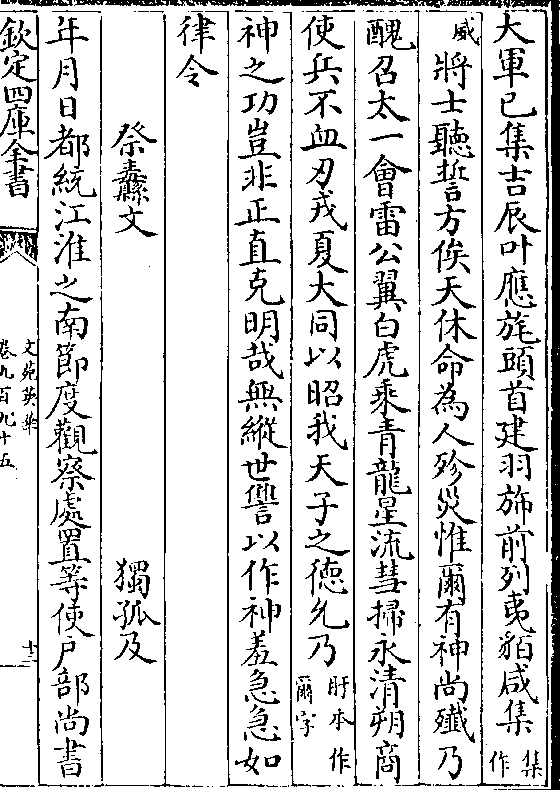 大軍已集吉辰叶應旄頭首建羽斾前列夷貊咸集集作
威將士聽誓方俟天休命為人殄災惟爾有神尚殲乃
醜召太一會雷公翼白虎乘青龍星流彗掃永清朔裔
使兵不血刃戎夏大同以昭我天子之德允乃盱本作爾字
神之功豈非正直克明哉無縱世讐以作神羞急急如
律令
祭纛文 獨孤及
年月日都統江淮之南節度觀察處置等使戶部尚書
欽定四庫全書
文苑英華
卷九百九十五
十三